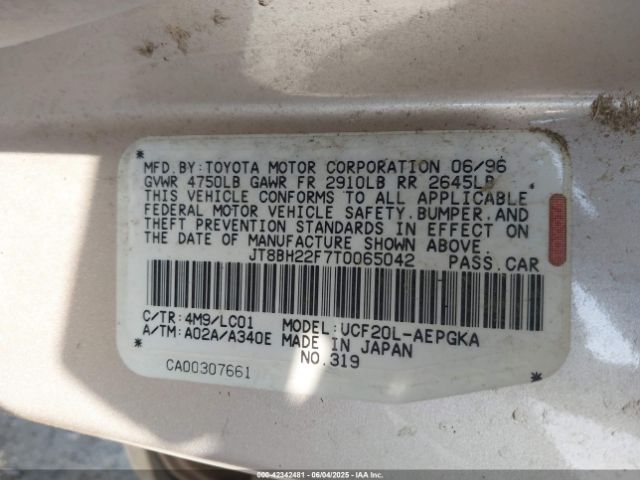 MFD.BY:TOYOTA MOTOR CORPORATION 06/96
GVWR 4750LB GAWR FR 2910LB RR 2645LB
THIS VEHICLE CONFORMS TO ALL APPLICABLE
FEDERAL MOTOR VEHICLE SAFETY,BUMPER,AND
THEFT PREVENTION STANDARDS IN EFFECT ON
THE DATE OF MANUFACTURE SHOWN ABOVE.
JT8BH22F7T0065042 PASS.CAR
C/TR:4M9/LC01 MODEL:UCF20L-AEPGKA
A/TM:A02A/A340E MADE IN JAPAN
NO.319
CA00307661
000-42342481 - 06/04/2025 - IAAI.COM